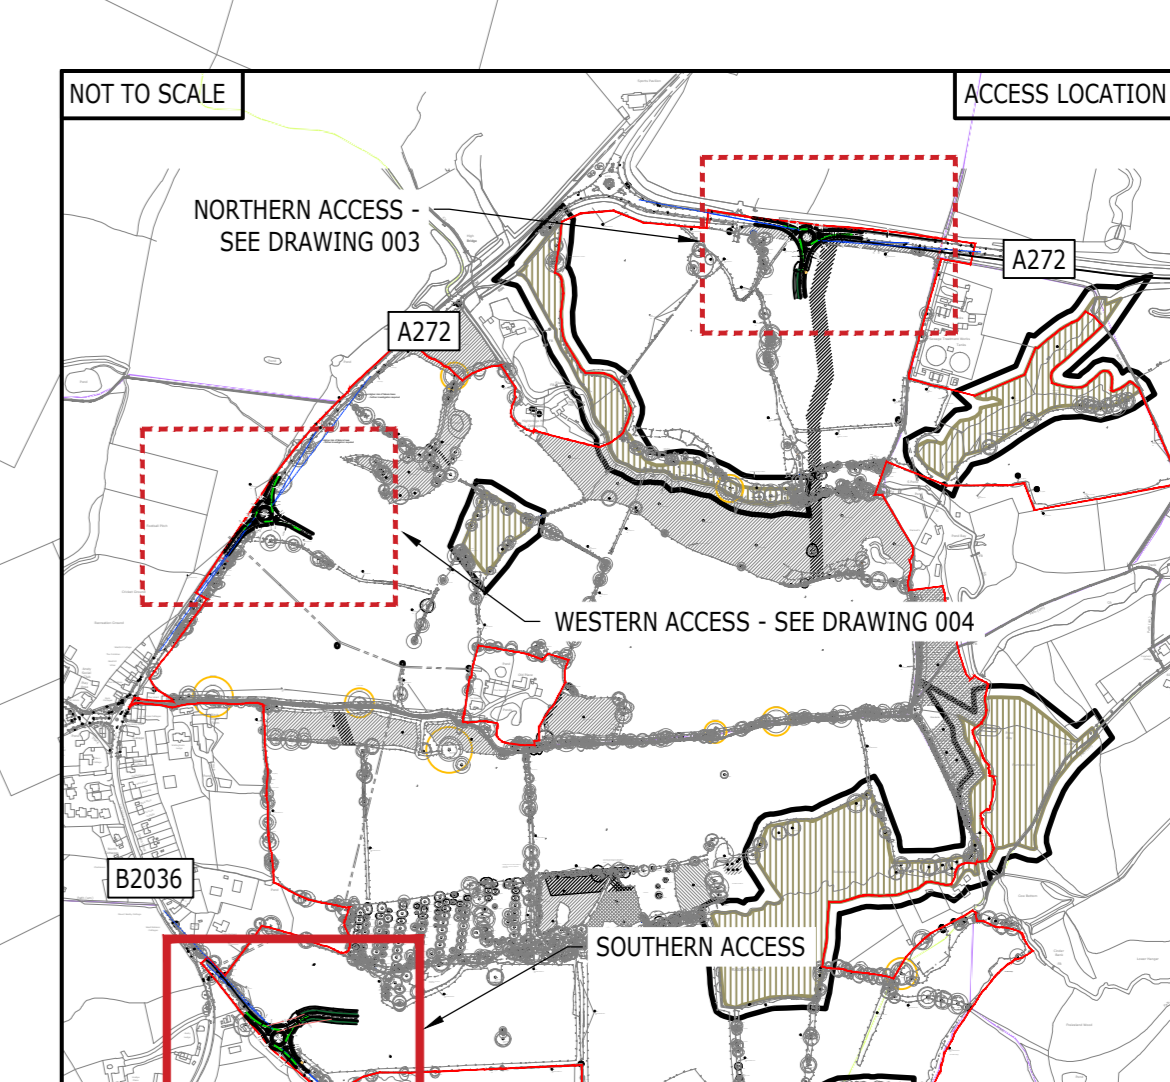 NOT TO SCALE
ACCESS LOCATION
NORTHERN ACCESS -
SEE DRAWING 003
A272
A272
WESTERN ACCESS - SEE DRAWING 004
B2036
SOUTHERN ACCESS